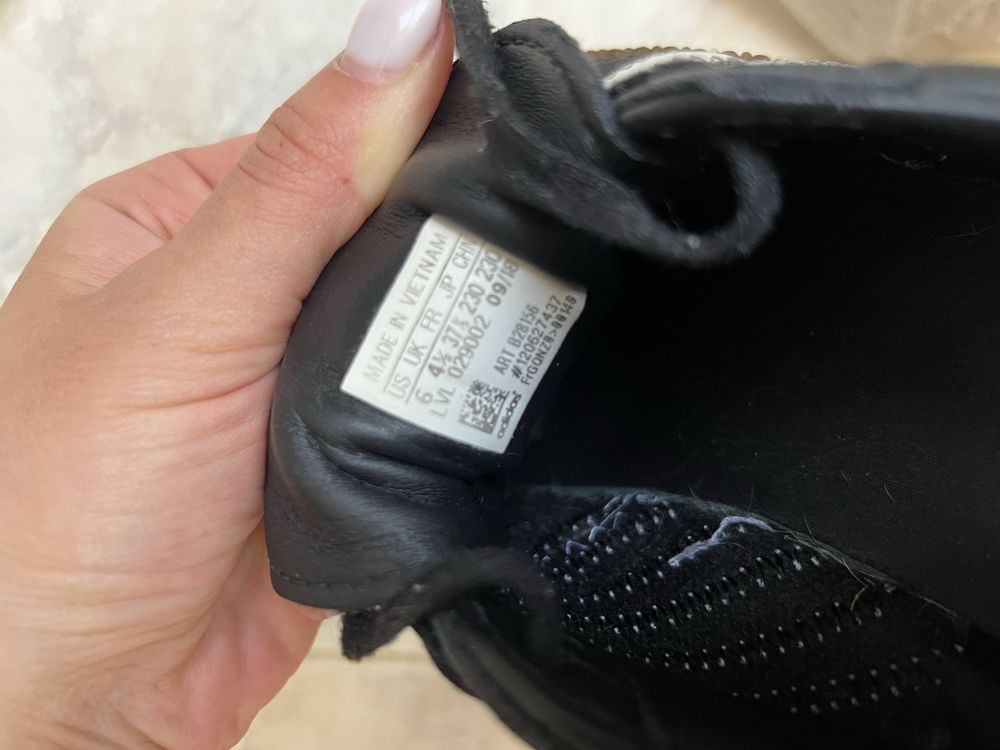 MADE IN VIETNAM
US UK FR JP CHN
6 4½ 37⅓ 230 230
LVL 029002 09/18
ART B28156
#120627437
adidas